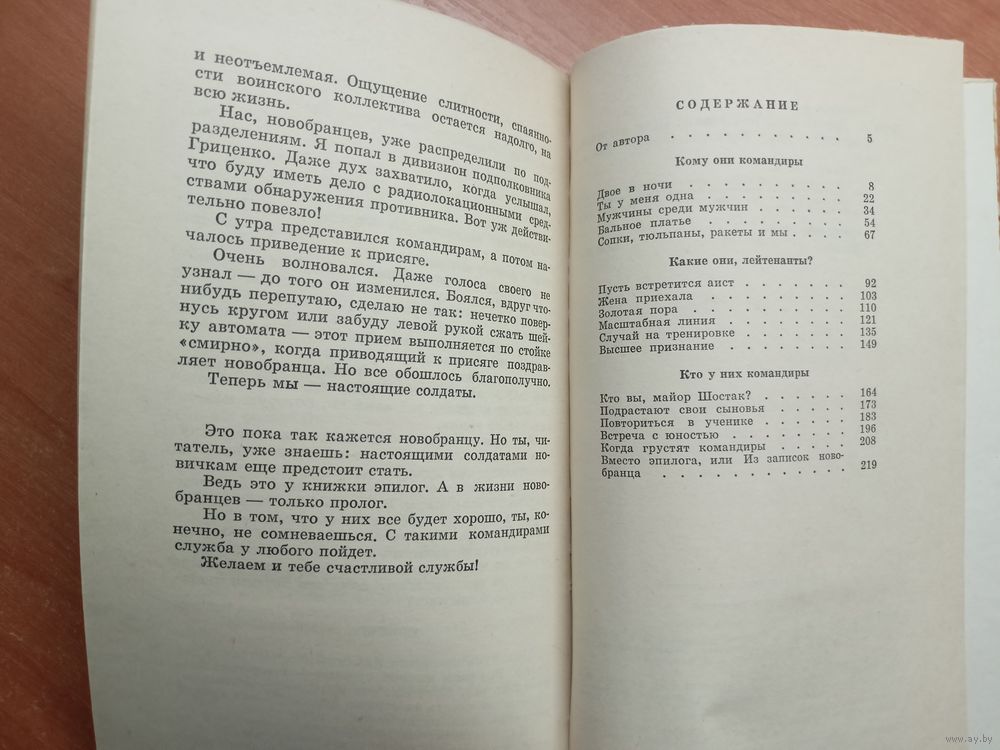 и неотъемлемая. Ощущение слитности, спаянно-
сти воинского коллектива остается надолго, на
всю жизнь.
Нас, новобранцев, уже распределили по под-
разделениям. Я попал в дивизион подполковника
Гриценко. Даже дух захватило, когда услышал,
что буду иметь дело с радиолокационными сред-
ствами обнаружения противника. Вот уж действи-
тельно повезло!
С утра представился командирам, а потом на-
чалось приведение к присяге.
Очень волновался. Даже голоса своего не
узнал — до того он изменился. Боялся, вдруг что-
нибудь перепутаю, сделаю не так: нечетко повер-
нусь кругом или забуду левой рукой сжать шей-
ку автомата — этот прием выполняется по стойке
«смирно», когда приводящий к присяге поздрав-
ляет новобранца. Но все обошлось благополучно.
Теперь мы — настоящие солдаты.
Это пока так кажется новобранцу. Но ты, чи-
татель, уже знаешь: настоящими солдатами но-
вичкам еще предстоит стать.
Ведь это у книжки эпилог. А в жизни ново-
бранцев — только пролог.
Но в том, что у них все будет хорошо, ты, ко-
нечно, не сомневаешься. С такими командирами
служба у любого пойдет.
Желаем и тебе счастливой службы!
СОДЕРЖАНИЕ
От автора . . . . . . . . . . . 5
Кому они командиры
Двое в ночи . . . . . . . . . . 8
Ты у меня одна . . . . . . . . . 22
Мужчины среди мужчин . . . . . . 34
Бальное платье . . . . . . . . . 54
Сопки, тюльпаны, ракеты и мы . . . . 67
Какие они, лейтенанты?
Пусть встретится аист . . . . . . . 92
Жена приехала . . . . . . . . . 103
Золотая пора . . . . . . . . . . 110
Масштабная линия . . . . . . . . 121
Случай на тренировке . . . . . . . 135
Высшее признание . . . . . . . . 149
Кто у них командиры
Кто вы, майор Шостак? . . . . . . 164
Подрастают свои сыновья . . . . . . 173
Повториться в ученике . . . . . . . 183
Встреча с юностью . . . . . . . . 196
Когда грустят командиры . . . . . . 208
Вместо эпилога, или Из записок ново-
бранца . . . . . . . . . . . 219
www.ay.by